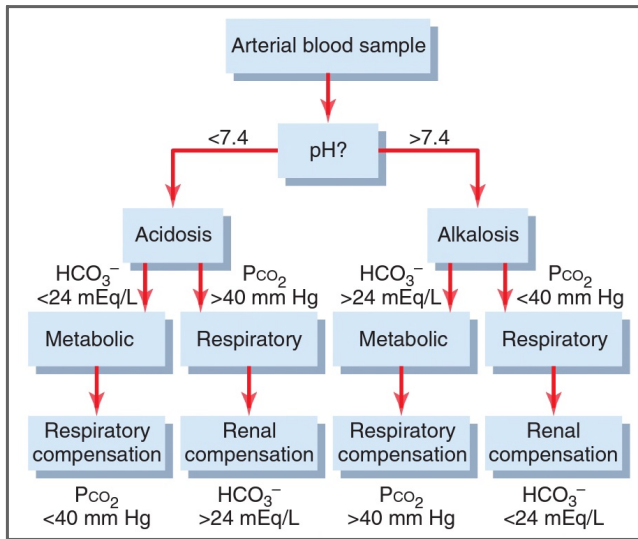 Arterial blood sample
<7.4
pH?
>7.4
Acidosis
Alkalosis
HCO₃⁻
<24 mEq/L
PCO₂
>40 mm Hg
HCO₃⁻
>24 mEq/L
PCO₂
<40 mm Hg
Metabolic
Respiratory
Metabolic
Respiratory
Respiratory
compensation
Renal
compensation
Respiratory
compensation
Renal
compensation
PCO₂
<40 mm Hg
HCO₃⁻
>24 mEq/L
PCO₂
>40 mm Hg
HCO₃⁻
<24 mEq/L